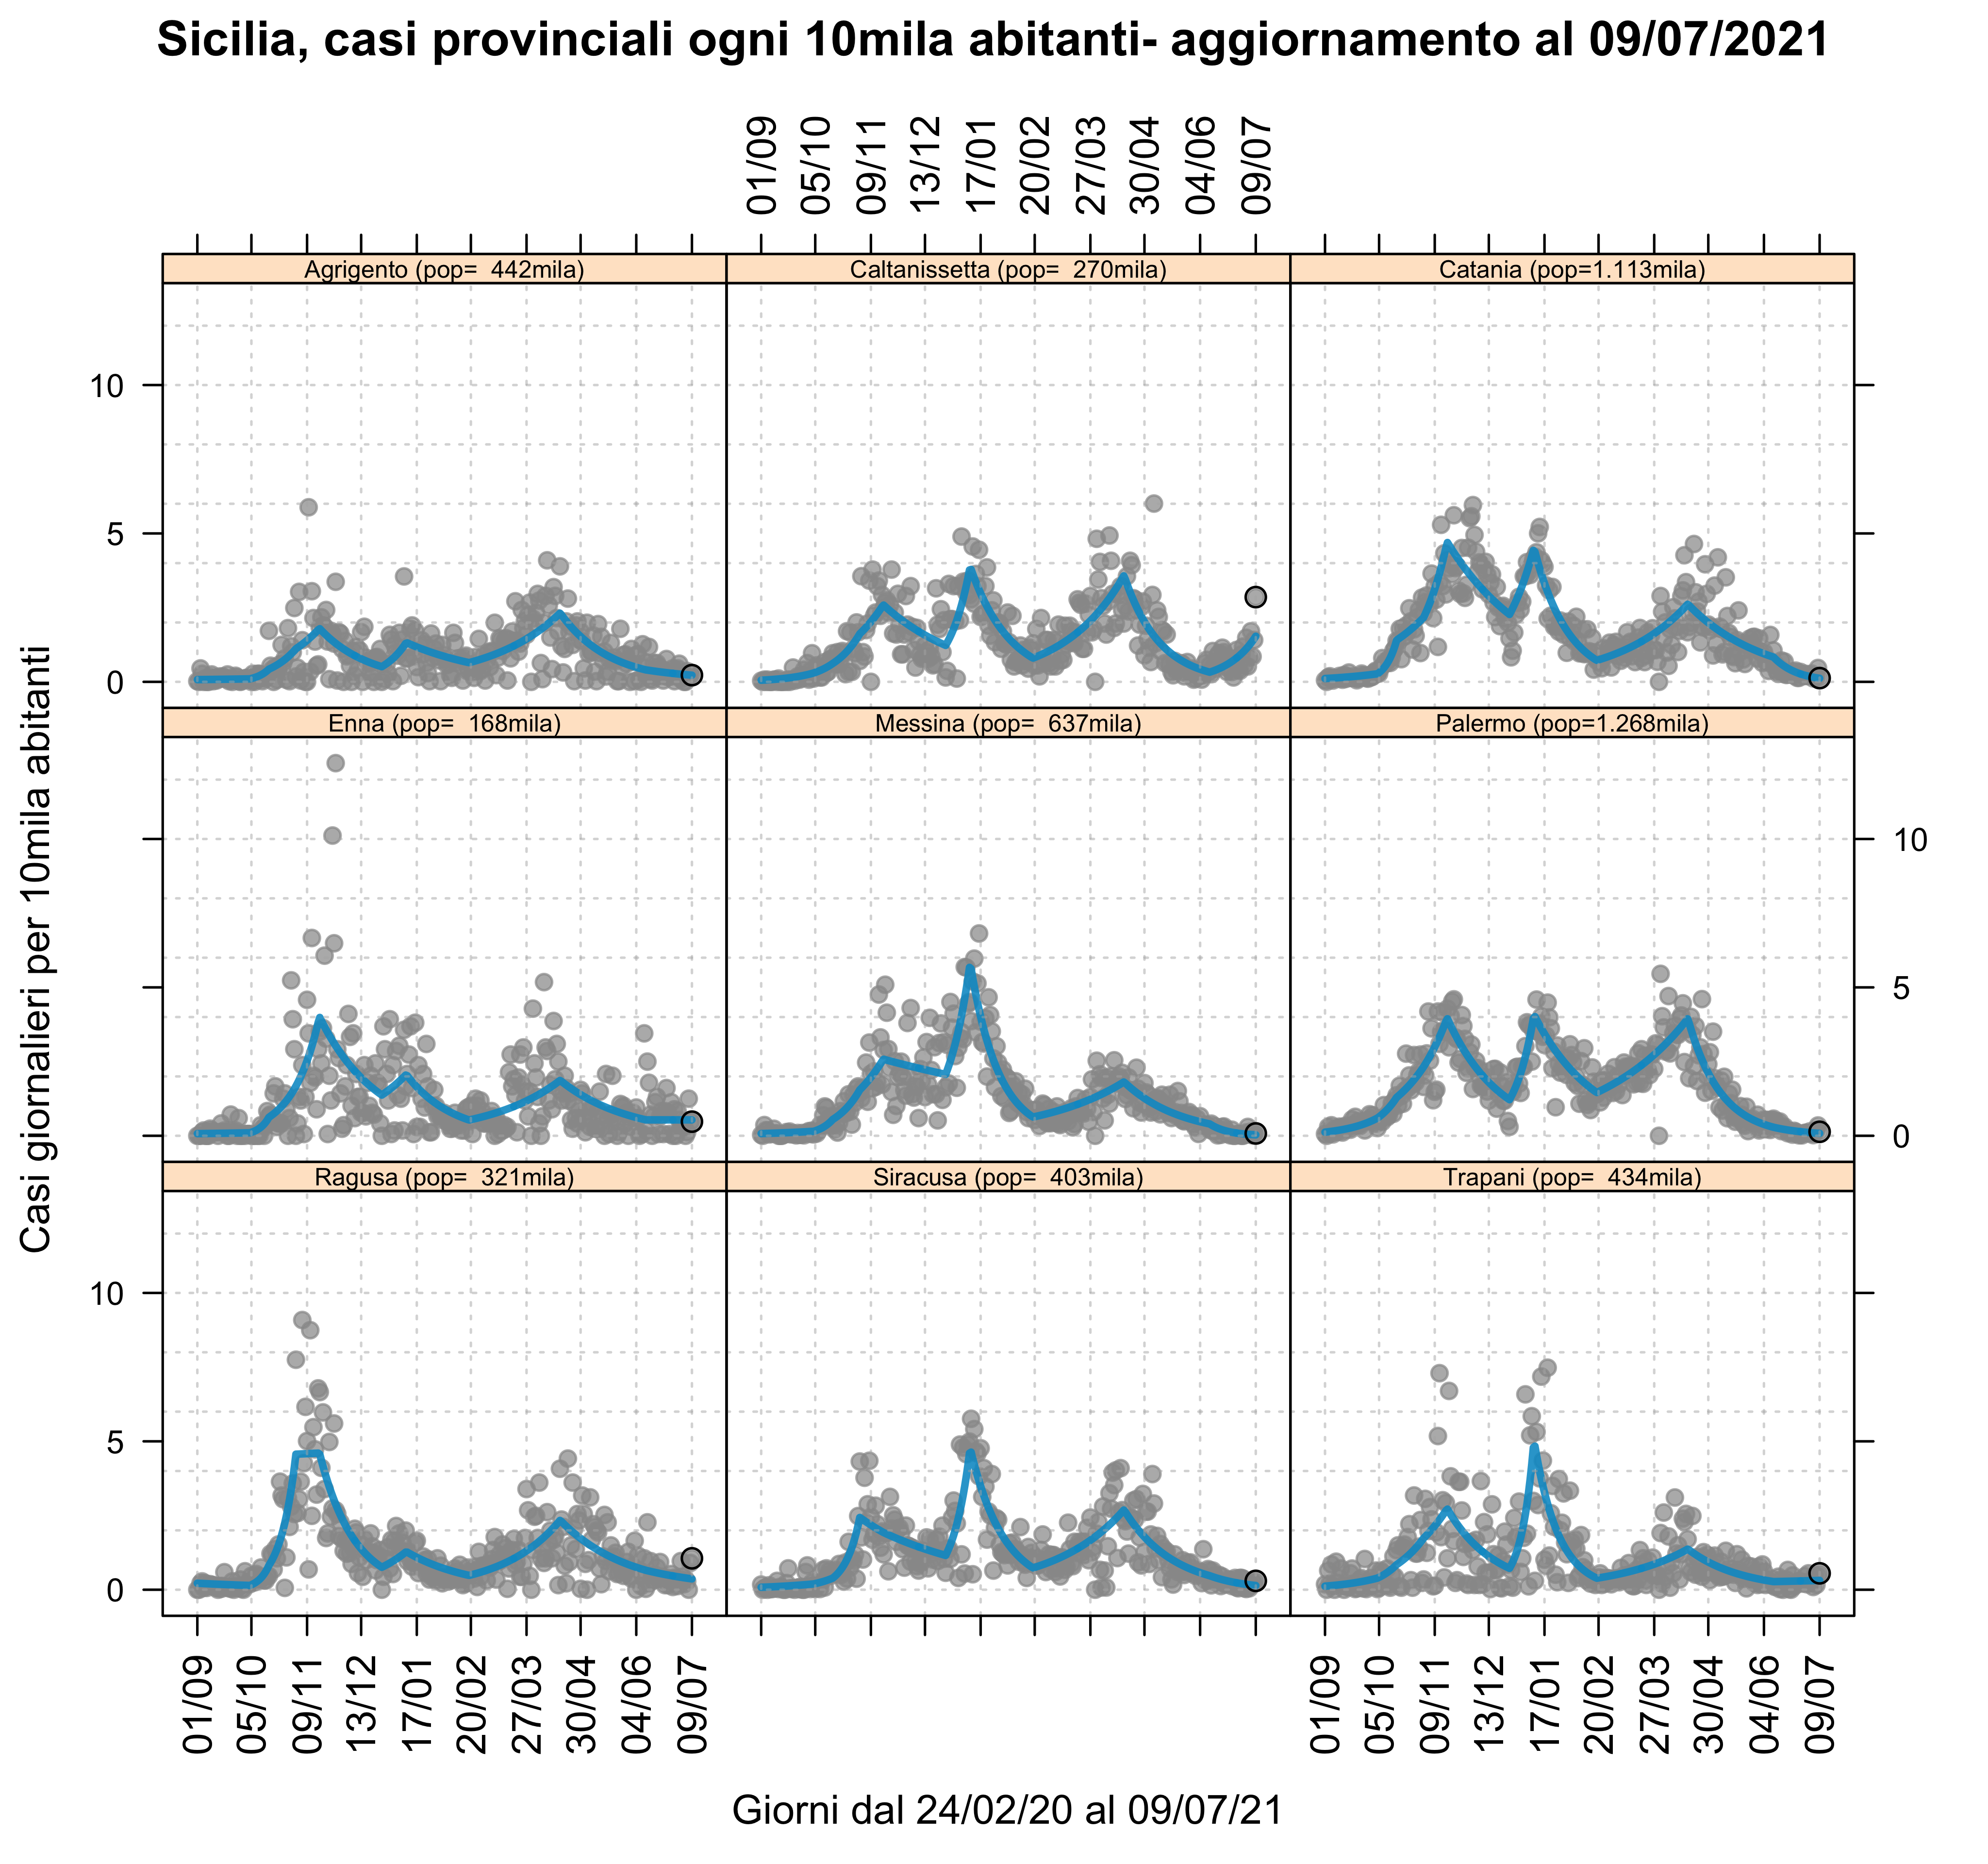 Sicilia, casi provinciali ogni 10mila abitanti- aggiornamento al 09/07/2021
01/09 05/10 09/11 13/12 17/01 20/02 27/03 30/04 04/06 09/07
Agrigento (pop=  442mila)
Caltanissetta (pop=  270mila)
Catania (pop=1.113mila)
10
5
0
Enna (pop=  168mila)
Messina (pop=  637mila)
Palermo (pop=1.268mila)
10
5
0
Ragusa (pop=  321mila)
Siracusa (pop=  403mila)
Trapani (pop=  434mila)
10
5
0
Casi giornalieri per 10mila abitanti
01/09 05/10 09/11 13/12 17/01 20/02 27/03 30/04 04/06 09/07
01/09 05/10 09/11 13/12 17/01 20/02 27/03 30/04 04/06 09/07
Giorni dal 24/02/20 al 09/07/21